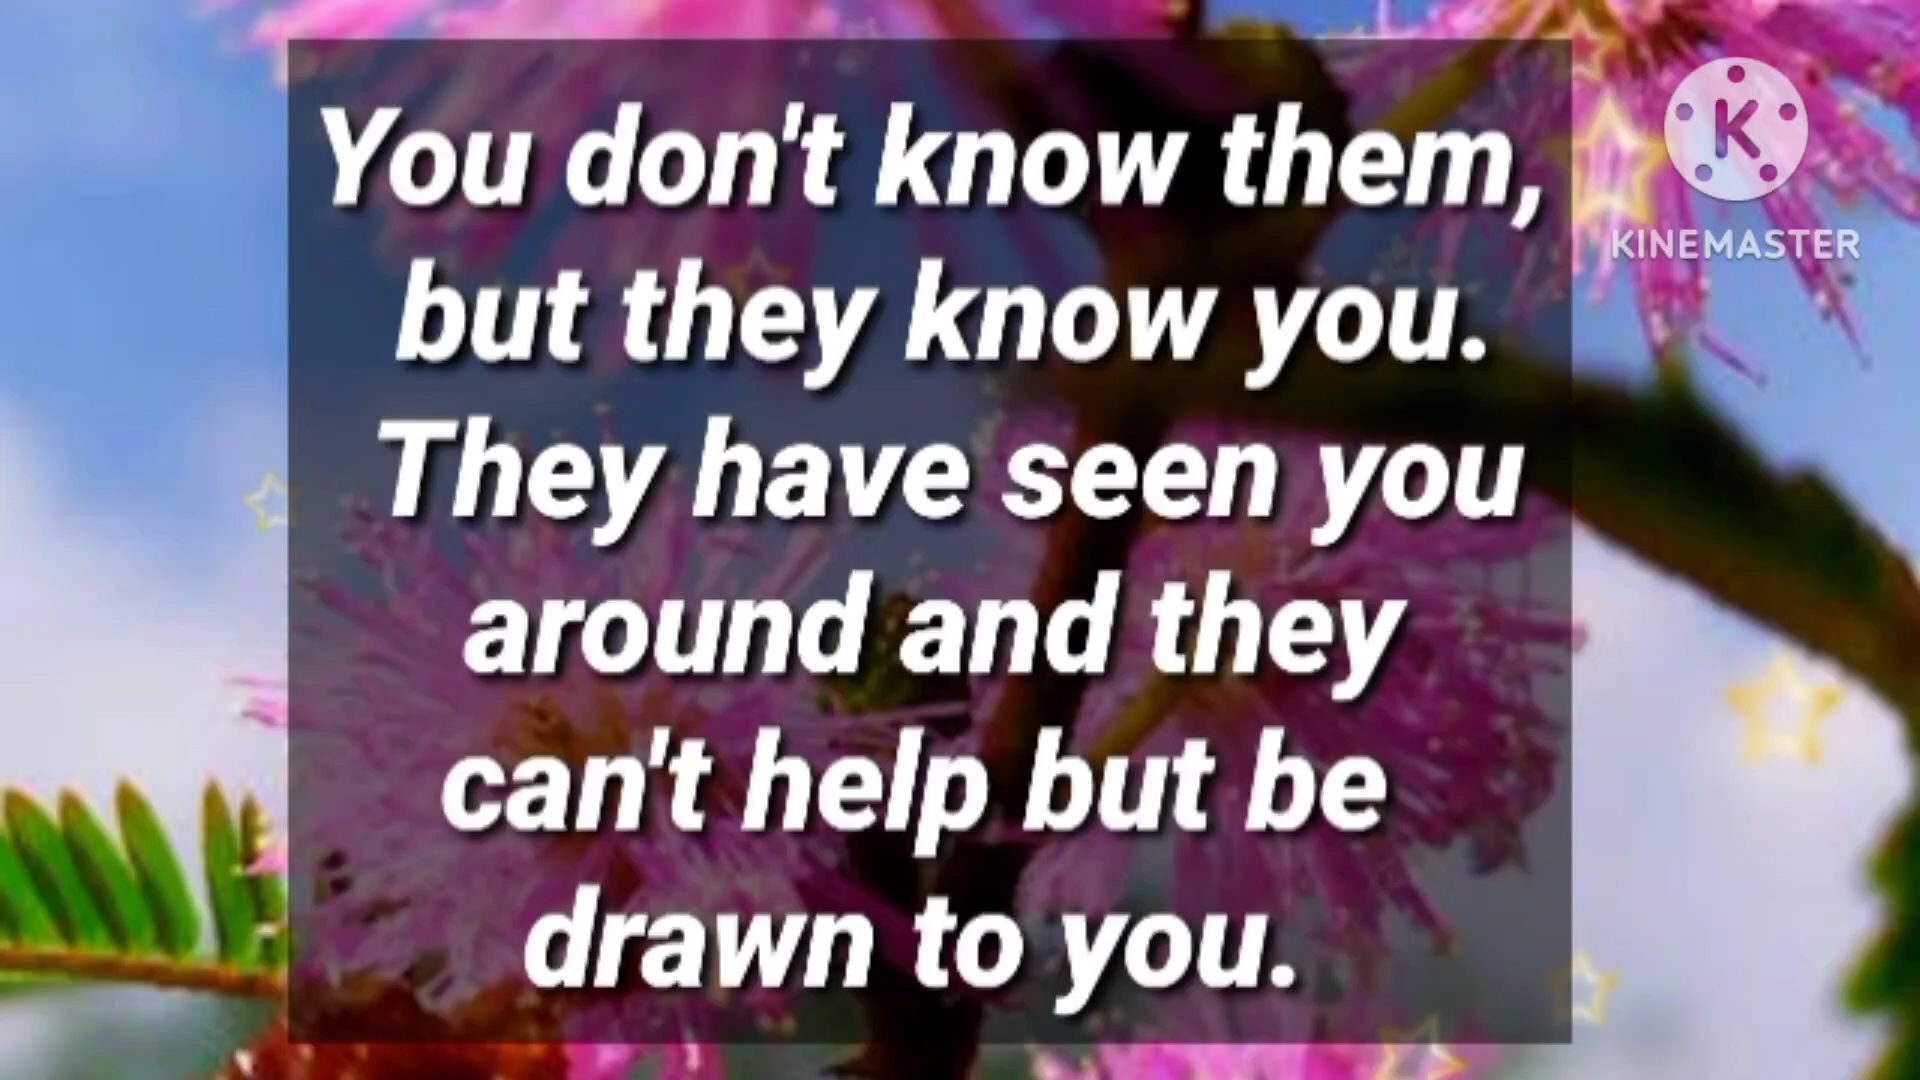 You don't know them,
but they know you.
They have seen you
around and they
can't help but be
drawn to you.
K
KINEMASTER